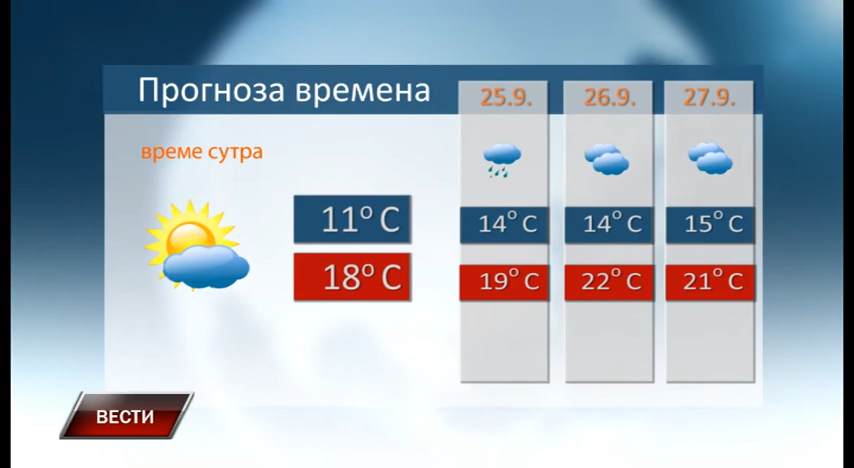 Прогноза времена
25.9.
26.9.
27.9.
време сутра
11° C
14° C
14° C
15° C
18° C
19° C
22° C
21° C
ВЕСТИ